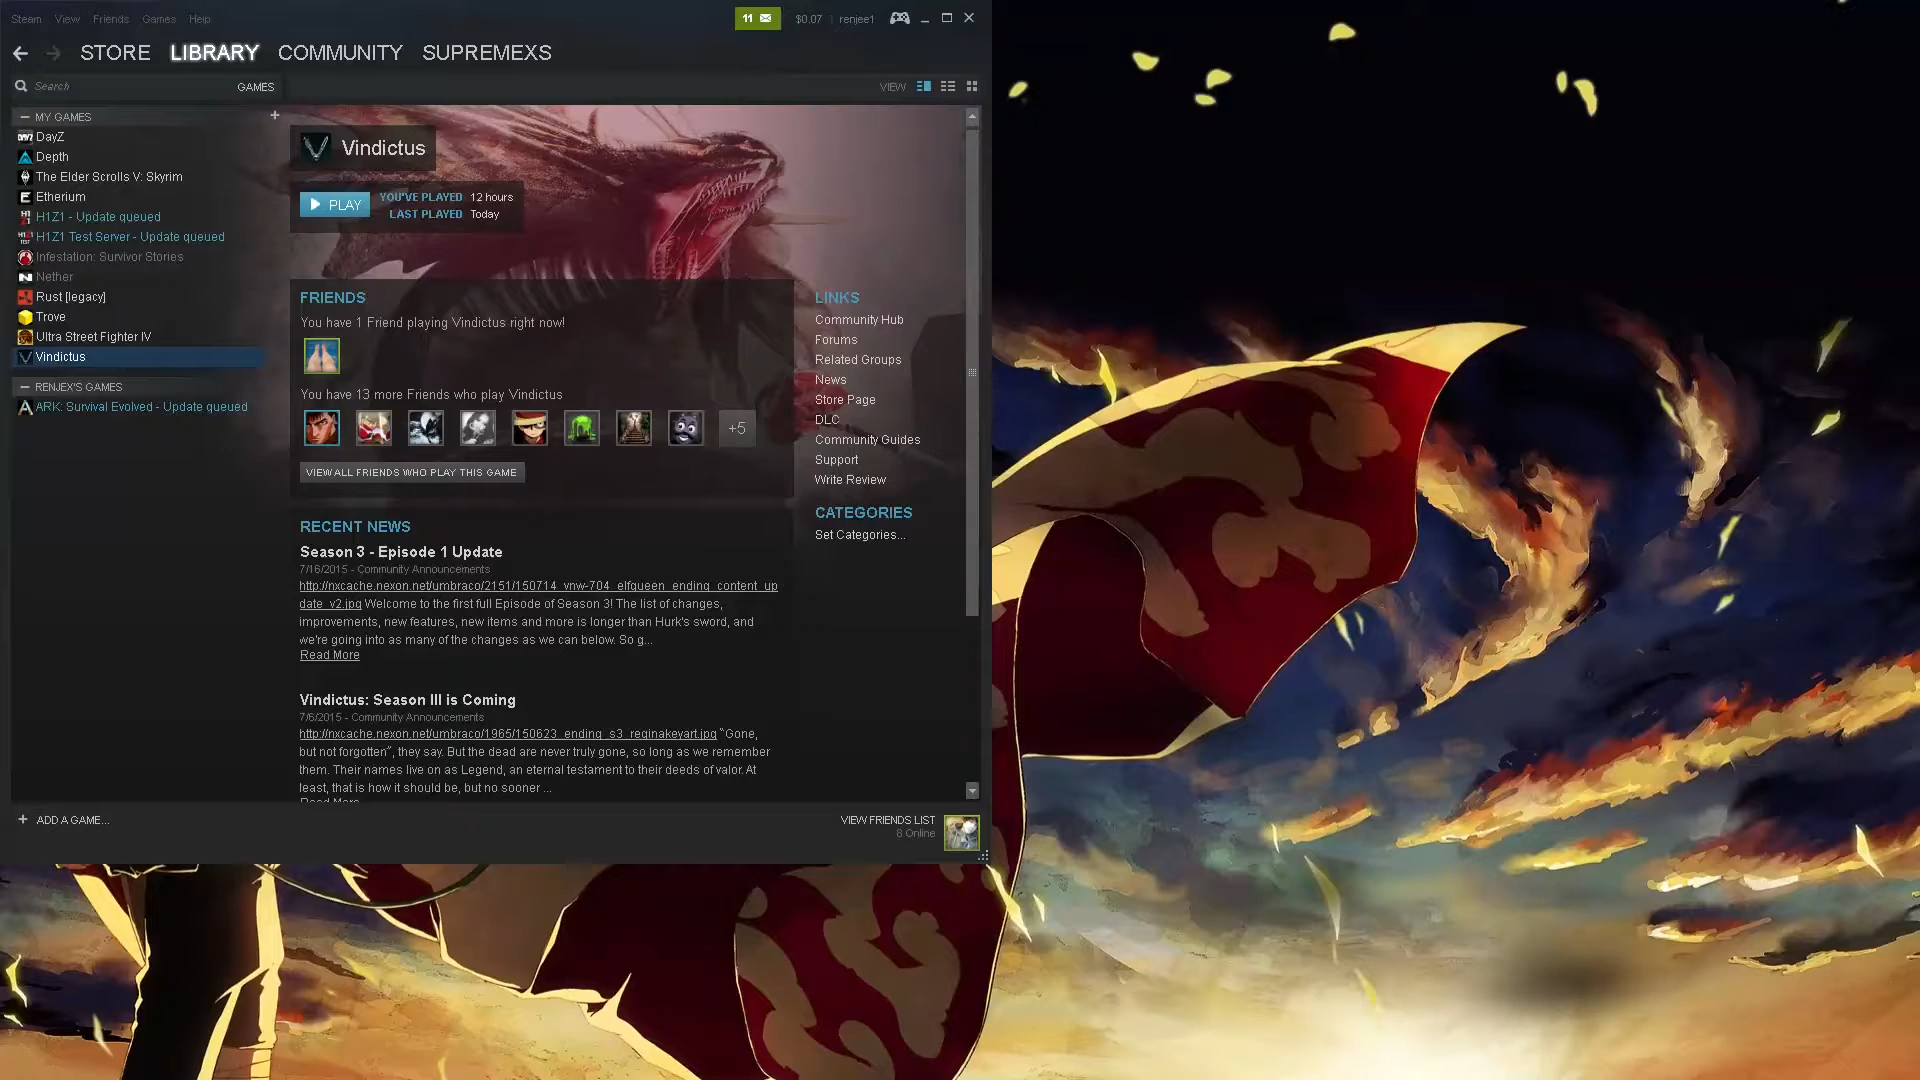 Steam View Friends Games Help
11 $0.07 renjee1
STORE LIBRARY COMMUNITY SUPREMEXS
Search GAMES VIEW
MY GAMES
DayZ
Depth
The Elder Scrolls V: Skyrim
Etherium
H1Z1 - Update queued
H1Z1 Test Server - Update queued
Infestation: Survivor Stories
Nether
Rust [legacy]
Trove
Ultra Street Fighter IV
Vindictus
RENJEX'S GAMES
ARK: Survival Evolved - Update queued
Vindictus
PLAY
YOU'VE PLAYED 12 hours
LAST PLAYED Today
FRIENDS
You have 1 Friend playing Vindictus right now!
You have 13 more Friends who play Vindictus
+5
VIEW ALL FRIENDS WHO PLAY THIS GAME
LINKS
Community Hub
Forums
Related Groups
News
Store Page
DLC
Community Guides
Support
Write Review
CATEGORIES
Set Categories...
RECENT NEWS
Season 3 - Episode 1 Update
7/16/2015 - Community Announcements
http://nxcache.nexon.net/umbraco/2151/150714_vnw-704_elfqueen_ending_content_up
date_v2.jpg Welcome to the first full Episode of Season 3! The list of changes,
improvements, new features, new items and more is longer than Hurk's sword, and
we're going into as many of the changes as we can below. So g...
Read More
Vindictus: Season III is Coming
7/6/2015 - Community Announcements
http://nxcache.nexon.net/umbraco/1965/150623_ending_s3_reginakeyart.jpg "Gone,
but not forgotten", they say. But the dead are never truly gone, so long as we remember
them. Their names live on as Legend, an eternal testament to their deeds of valor. At
least, that is how it should be, but no sooner ...
Read More
ADD A GAME...
VIEW FRIENDS LIST
8 Online